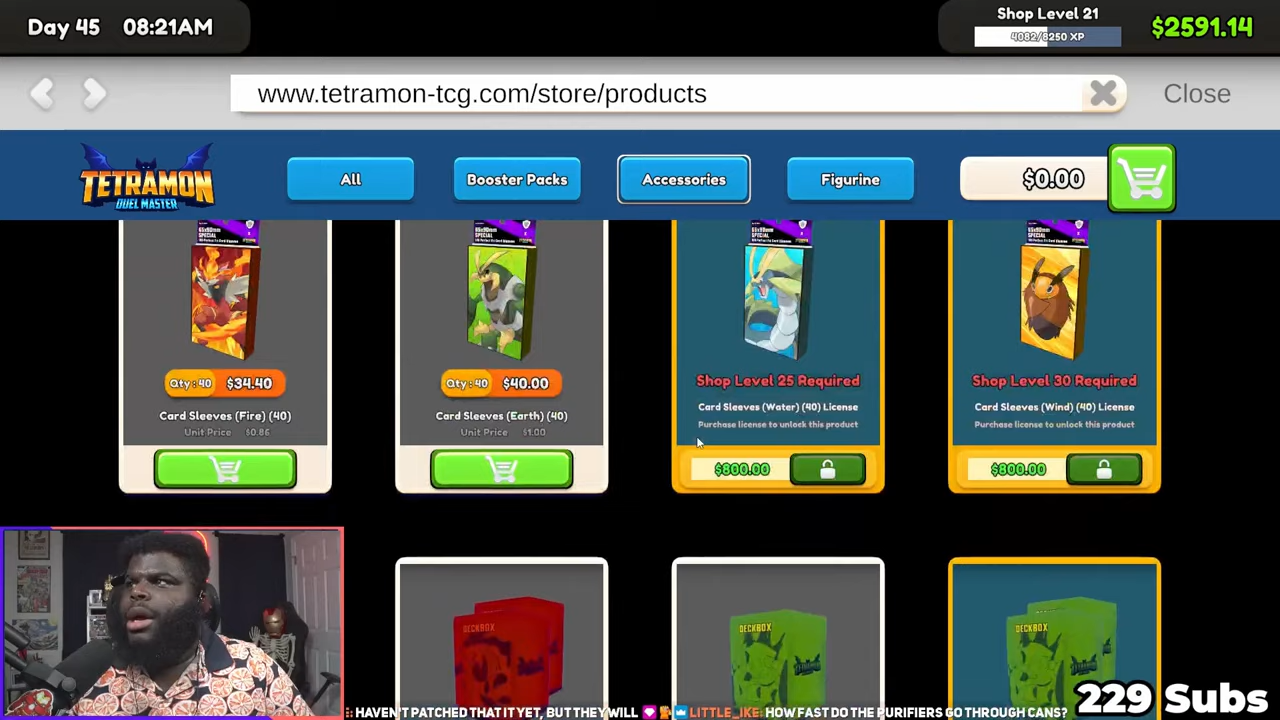 Day 45 08:21AM
Shop Level 21
4082/8250 XP
$2591.14
www.tetramon-tcg.com/store/products
Close
TETRAMON
DUEL MASTER
All
Booster Packs
Accessories
Figurine
$0.00
Qty : 40 $34.40
Card Sleeves (Fire) (40)
Unit Price $0.86
Qty : 40 $40.00
Card Sleeves (Earth) (40)
Unit Price $1.00
Shop Level 25 Required
Card Sleeves (Water) (40) License
Purchase license to unlock this product
$800.00
Shop Level 30 Required
Card Sleeves (Wind) (40) License
Purchase license to unlock this product
$800.00
DECKBOX
DECKBOX
TETRAMON
DECKBOX
TETRAMON
229 Subs
: HAVEN'T PATCHED THAT IT YET, BUT THEY WILL LITTLE_IKE: HOW FAST DO THE PURIFIERS GO THROUGH CANS?